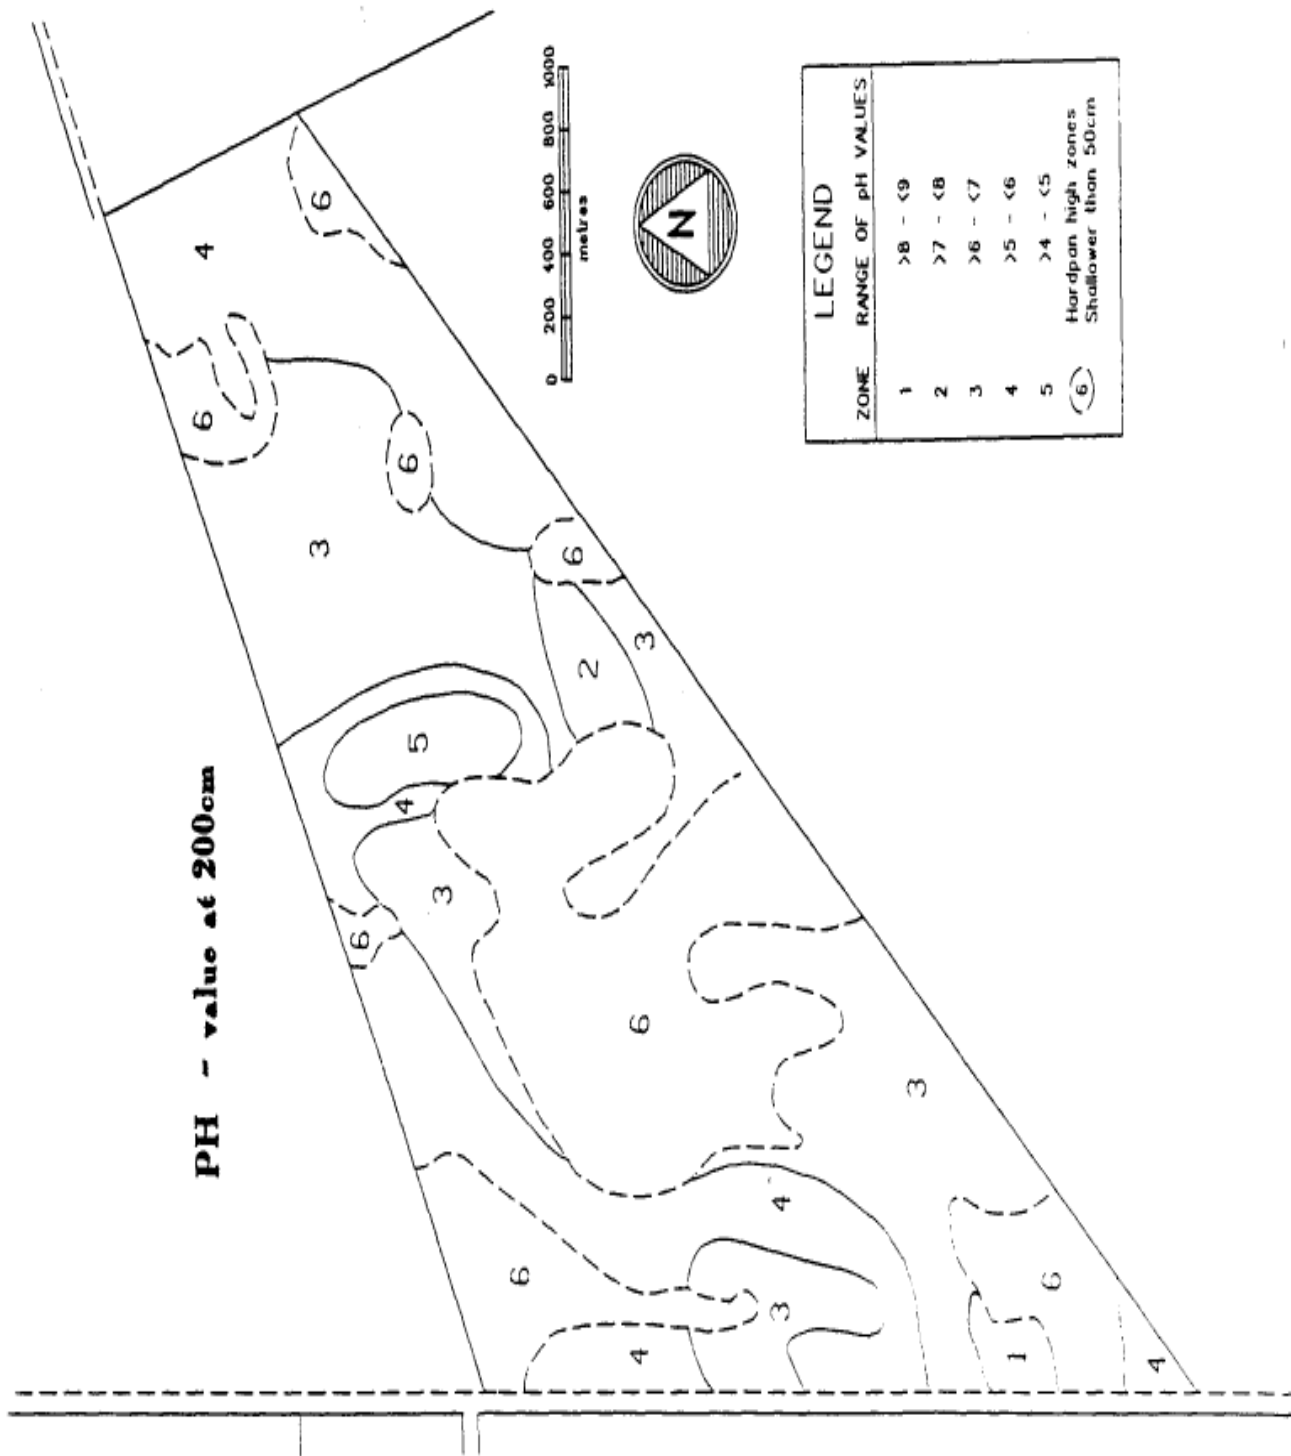 PH - value at 200cm
0 200 400 600 800 1000
metres
N
LEGEND
ZONE RANGE OF pH VALUES
1 >8 - <9
2 >7 - <8
3 >6 - <7
4 >5 - <6
5 >4 - <5
6 Hardpan high zones
Shallower than 50cm
4
6
6
6
3
6
2
3
5
4
3
6
6
3
4
6
3
4
6
1
4